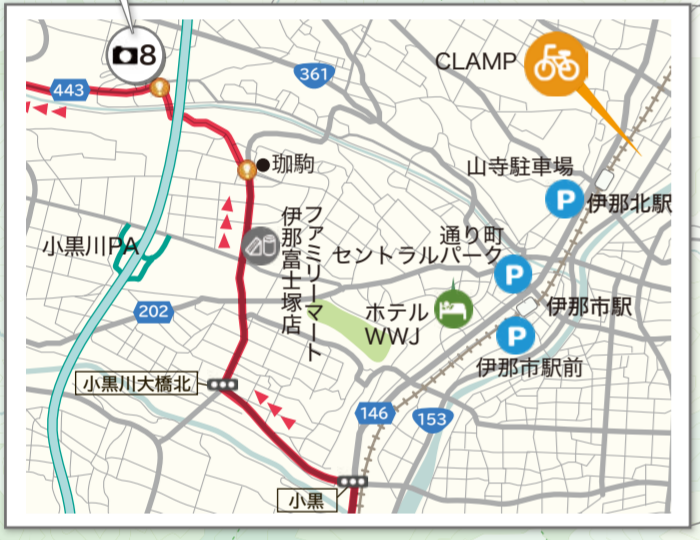 8
443
361
CLAMP
珈駒
山寺駐車場
P
伊那北駅
小黒川PA
ファミリーマート
伊那富士塚店
通り町
セントラルパーク
P
202
ホテル
WWJ
伊那市駅
P
伊那市駅前
小黒川大橋北
146
153
小黒